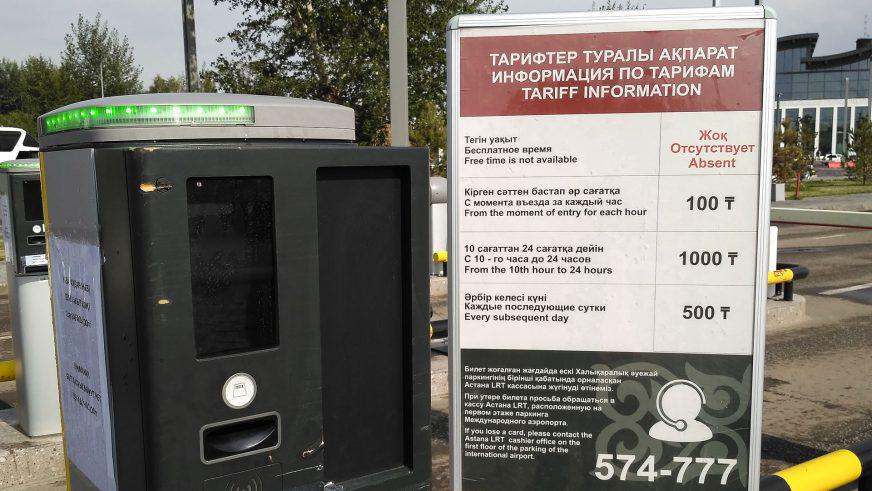 ТАРИФТЕР ТУРАЛЫ АҚПАРАТ
ИНФОРМАЦИЯ ПО ТАРИФАМ
TARIFF INFORMATION
Тегін уақыт
Бесплатное время
Free time is not available
Жоқ
Отсутствует
Absent
Кірген сәттен бастап әр сағатқа
С момента въезда за каждый час
From the moment of entry for each hour
100 ₸
10 сағаттан 24 сағатқа дейін
С 10 - го часа до 24 часов
From the 10th hour to 24 hours
1000 ₸
Әрбір келесі күні
Каждые последующие сутки
Every subsequent day
500 ₸
Билет жоғалған жағдайда ескі Халықаралық әуежай
паркингінің бірінші қабатында орналасқан
Астана LRT кассасына жүгінуді өтінеміз.
При утере билета просьба обращаться в
кассу Астана LRT, расположенную на
первом этаже паркинга
Международного аэропорта.
If you lose a card, please contact the
Astana LRT cashier office on the
first floor of the parking of the
international airport.
574-777